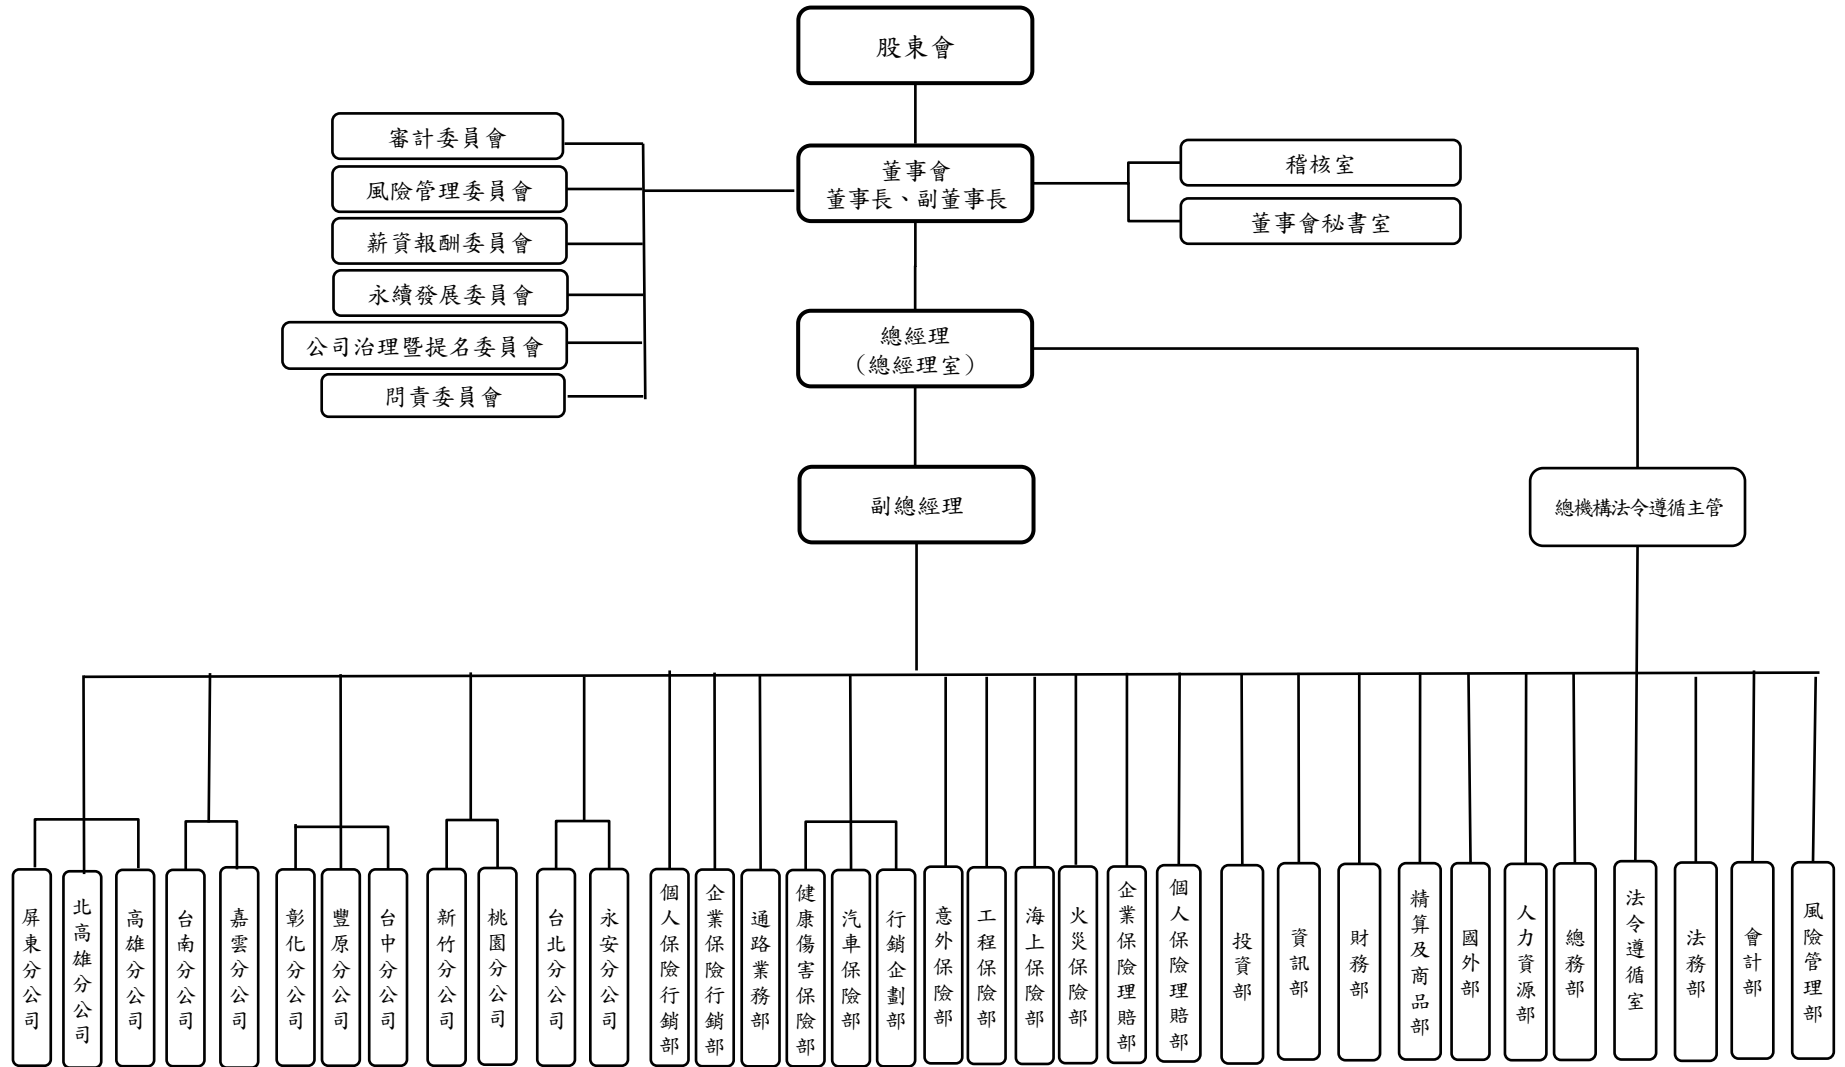 股東會
審計委員會
風險管理委員會
薪資報酬委員會
永續發展委員會
公司治理暨提名委員會
問責委員會
董事會
董事長、副董事長
稽核室
董事會秘書室
總經理
（總經理室）
副總經理
總機構法令遵循主管
屏東分公司
北高雄分公司
高雄分公司
台南分公司
嘉雲分公司
彰化分公司
豐原分公司
台中分公司
新竹分公司
桃園分公司
台北分公司
永安分公司
個人保險行銷部
企業保險行銷部
通路業務部
健康傷害保險部
汽車保險部
行銷企劃部
意外保險部
工程保險部
海上保險部
火災保險部
企業保險理賠部
個人保險理賠部
投資部
資訊部
財務部
精算及商品部
國外部
人力資源部
總務部
法令遵循室
法務部
會計部
風險管理部